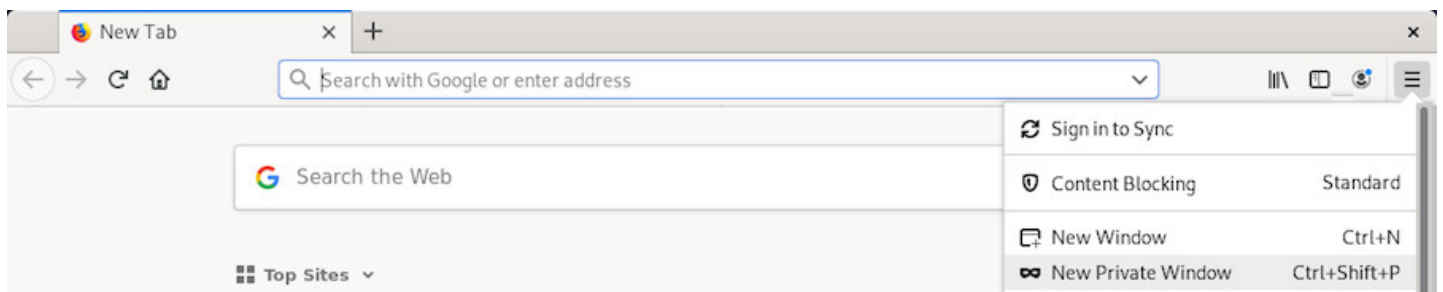 New Tab
Search with Google or enter address
Sign in to Sync
Search the Web
Content Blocking Standard
New Window Ctrl+N
Top Sites
New Private Window Ctrl+Shift+P